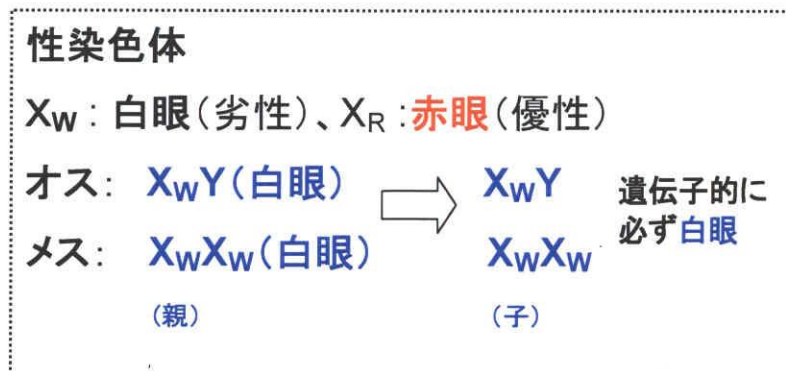 性染色体
XW：白眼(劣性)、XR：赤眼(優性)
オス： XWY(白眼) XWY 遺伝子的に
必ず白眼
メス： XWXW(白眼) XWXW
(親) (子)